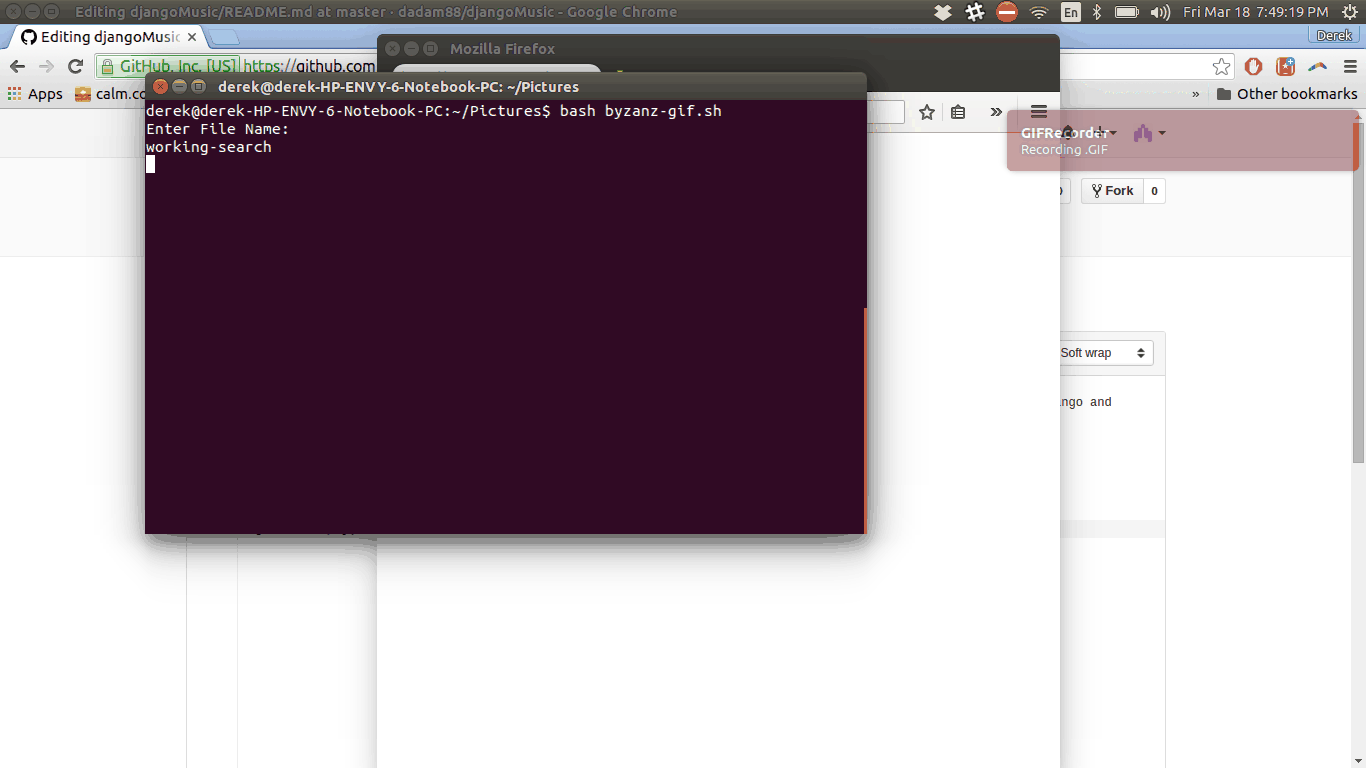 Editing djangoMusic/README.md at master · dadam88/djangoMusic - Google Chrome
En
Fri Mar 18 7:49:19 PM
Editing djangoMusic
Derek
Mozilla Firefox
GitHub, Inc. [US] https://github.com
Apps
calm.co
»
Other bookmarks
derek@derek-HP-ENVY-6-Notebook-PC: ~/Pictures
derek@derek-HP-ENVY-6-Notebook-PC:~/Pictures$ bash byzanz-gif.sh
Enter File Name:
working-search
»
GIFRecorder
Recording .GIF
Fork
0
Soft wrap
ango and